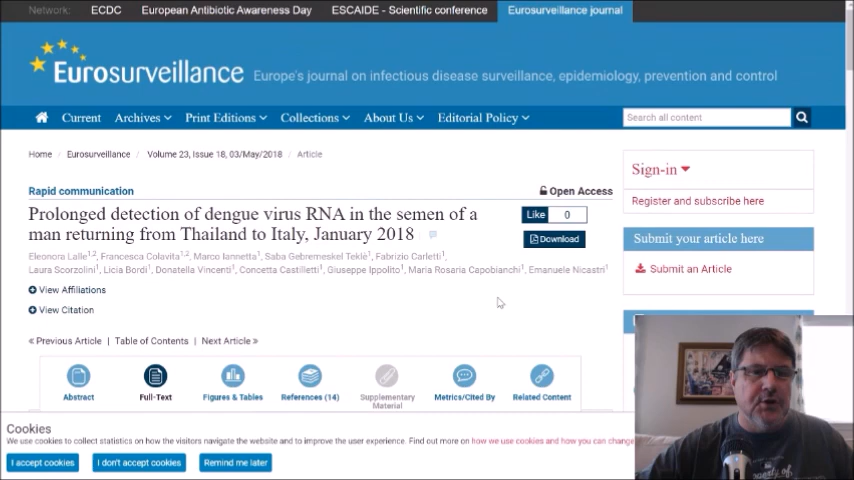 Network: ECDC European Antibiotic Awareness Day ESCAIDE - Scientific conference Eurosurveillance journal
Eurosurveillance Europe's journal on infectious disease surveillance, epidemiology, prevention and control
Current Archives Print Editions Collections About Us Editorial Policy Search all content
Home / Eurosurveillance / Volume 23, Issue 18, 03/May/2018 / Article
Sign-in
Rapid communication Open Access
Register and subscribe here
Prolonged detection of dengue virus RNA in the semen of a
man returning from Thailand to Italy, January 2018
Like 0
Download
Submit your article here
Submit an Article
Eleonora Lalle1,2, Francesca Colavita1,2, Marco Iannetta1, Saba Gebremeskel Teklè1, Fabrizio Carletti1,
Laura Scorzolini1, Licia Bordi1, Donatella Vincenti1, Concetta Castilletti1, Giuseppe Ippolito1, Maria Rosaria Capobianchi1, Emanuele Nicastri1
View Affiliations
View Citation
« Previous Article | Table of Contents | Next Article »
Abstract Full-Text Figures & Tables References (14) Supplementary Material Metrics/Cited By Related Content
Cookies
We use cookies to collect statistics on how the visitors navigate the website and to improve the user experience. Find out more on how we use cookies and how you can change
I accept cookies I don't accept cookies Remind me later